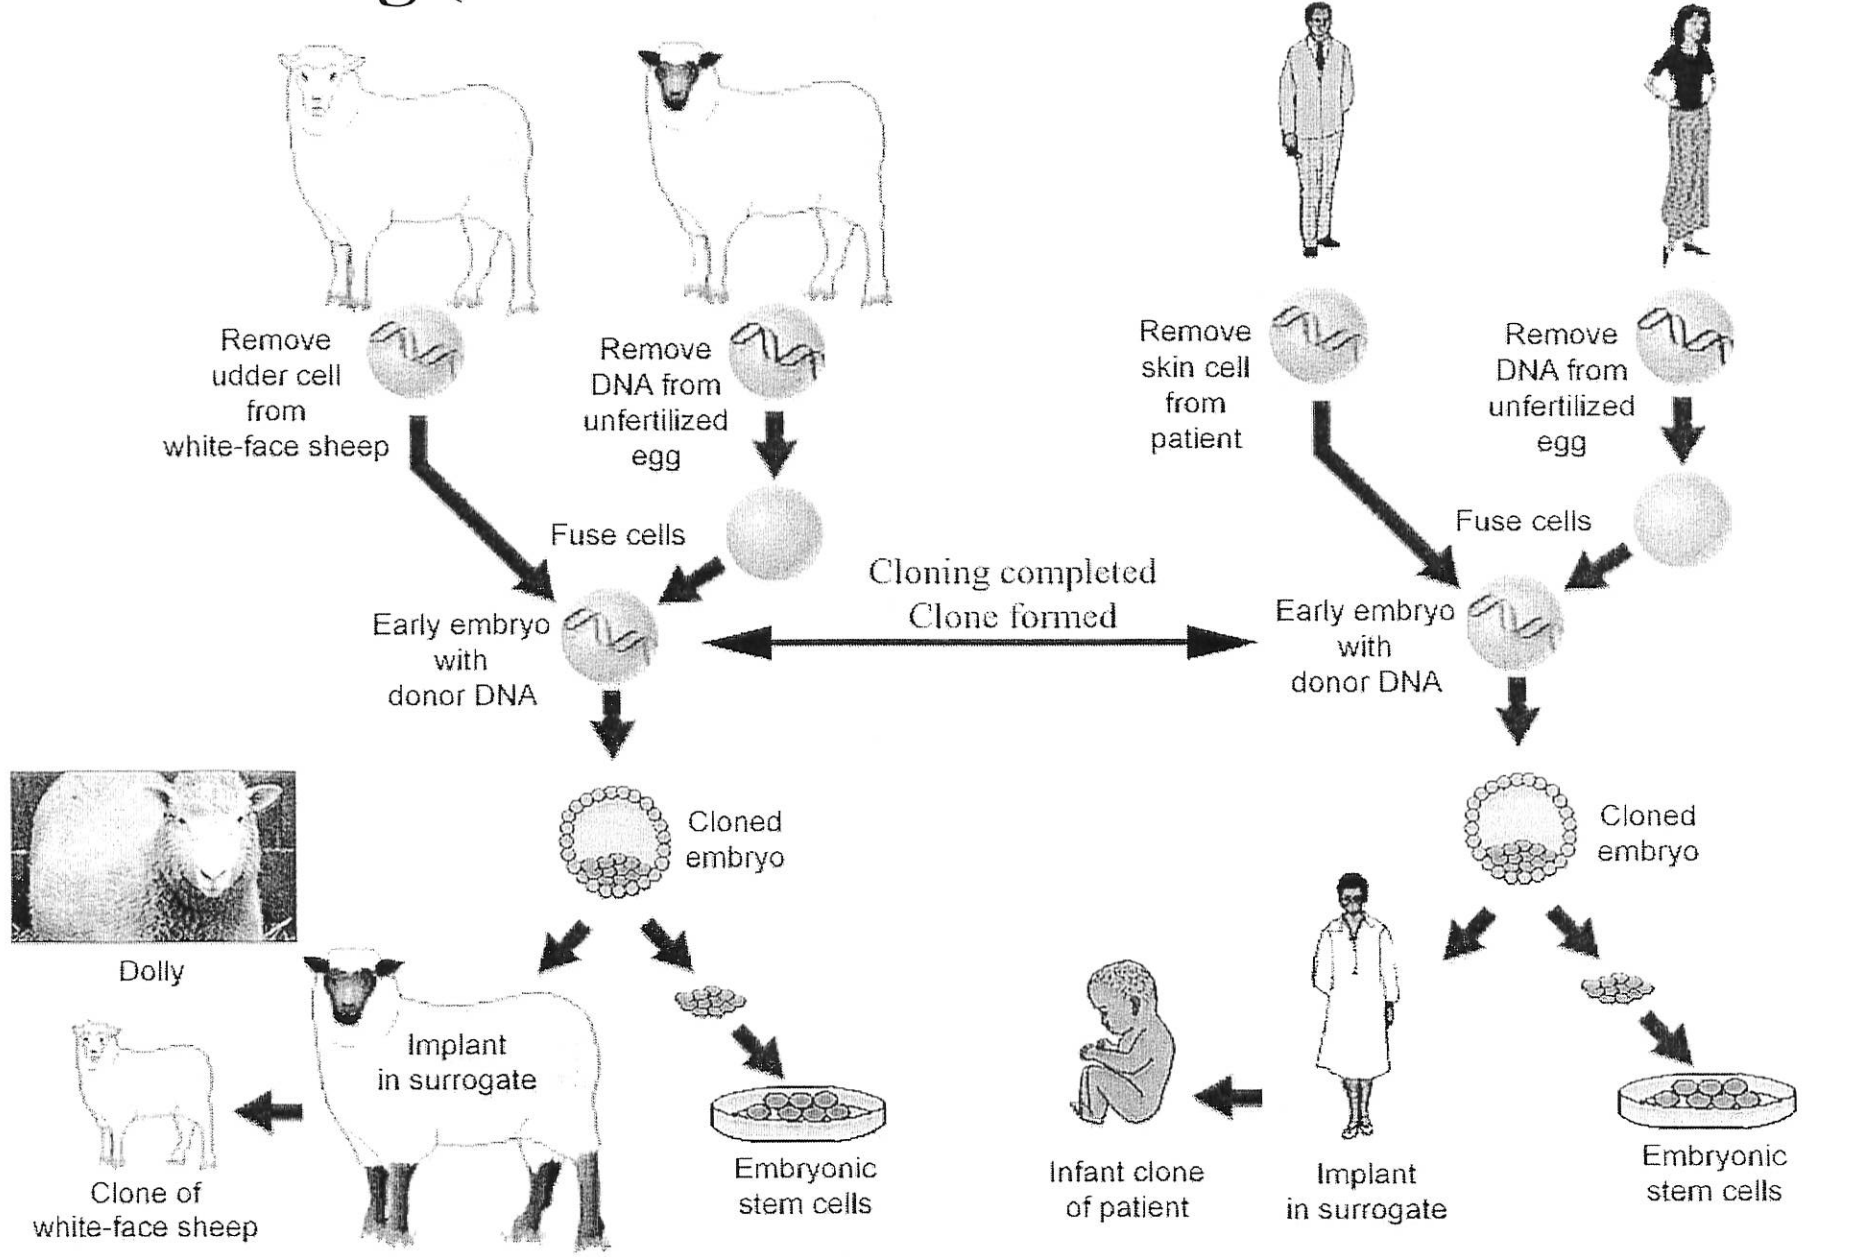 Remove
udder cell
from
white-face sheep
Remove
DNA from
unfertilized
egg
Fuse cells
Early embryo
with
donor DNA
Cloning completed
Clone formed
Remove
skin cell
from
patient
Remove
DNA from
unfertilized
egg
Fuse cells
Early embryo
with
donor DNA
Cloned
embryo
Dolly
Implant
in surrogate
Clone of
white-face sheep
Embryonic
stem cells
Cloned
embryo
Infant clone
of patient
Implant
in surrogate
Embryonic
stem cells